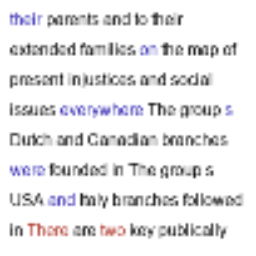 their parents and to their
extended families on the map of
present injustices and social
issues everywhere The group s
Dutch and Canadian branches
were founded in The group s
USA and Italy branches followed
in There are two key publically